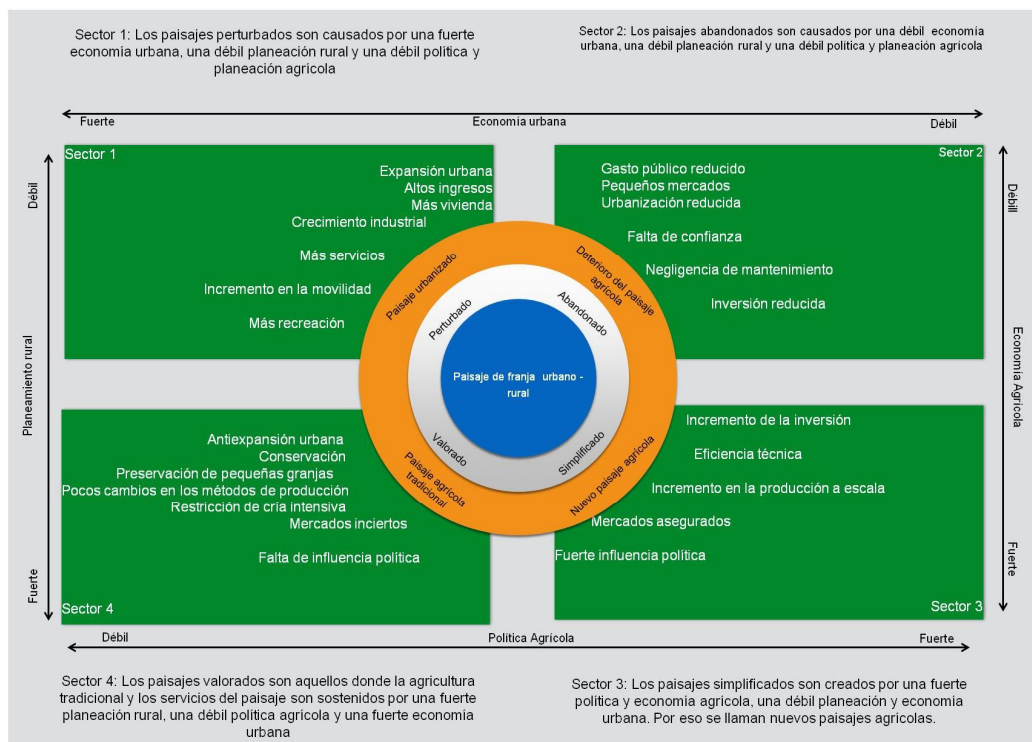 Sector 1: Los paisajes perturbados son causados por una fuerte
economía urbana, una débil planeación rural y una débil política y
planeación agrícola
Sector 2: Los paisajes abandonados son causados por una débil economía
urbana, una débil planeación rural y una débil política y planeación agrícola
Fuerte
Economía urbana
Débil
Sector 1
Expansión urbana
Altos ingresos
Más vivienda
Crecimiento industrial
Más servicios
Incremento en la movilidad
Más recreación
Sector 2
Gasto público reducido
Pequeños mercados
Urbanización reducida
Falta de confianza
Negligencia de mantenimiento
Inversión reducida
Débil
Planeamiento rural
Fuerte
Débill
Economía Agrícola
Fuerte
Paisaje urbanizado
Deterioro del paisaje
agrícola
Perturbado
Abandonado
Paisaje de franja urbano -
rural
Valorado
Simplificado
Paisaje agrícola
tradicional
Nuevo paisaje agrícola
Antiexpansión urbana
Conservación
Preservación de pequeñas granjas
Pocos cambios en los métodos de producción
Restricción de cría intensiva
Mercados inciertos
Falta de influencia política
Sector 4
Incremento de la inversión
Eficiencia técnica
Incremento en la producción a escala
Mercados asegurados
Fuerte influencia política
Sector 3
Débil
Política Agrícola
Fuerte
Sector 4: Los paisajes valorados son aquellos donde la agricultura
tradicional y los servicios del paisaje son sostenidos por una fuerte
planeación rural, una débil política agrícola y una fuerte economía
urbana
Sector 3: Los paisajes simplificados son creados por una fuerte
política y economía agrícola, una débil planeación y economía
urbana. Por eso se llaman nuevos paisajes agrícolas.